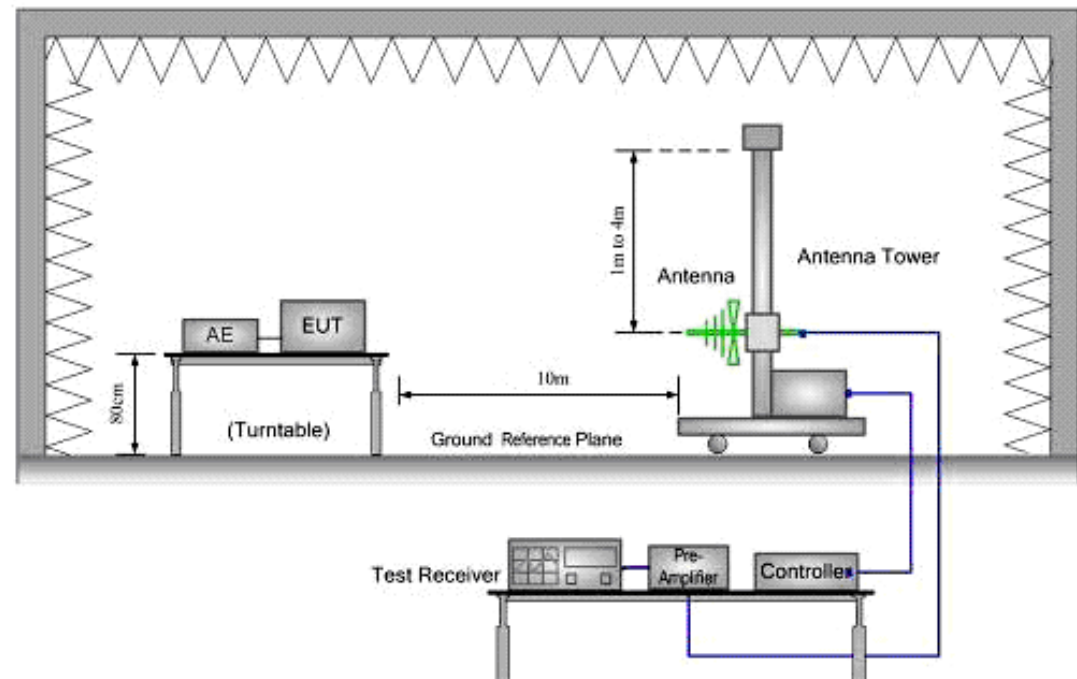 1m to 4m
Antenna Tower
Antenna
AE
EUT
80cm
10m
(Turntable)
Ground Reference Plane
Test Receiver
Pre-
Amplifier
Controller